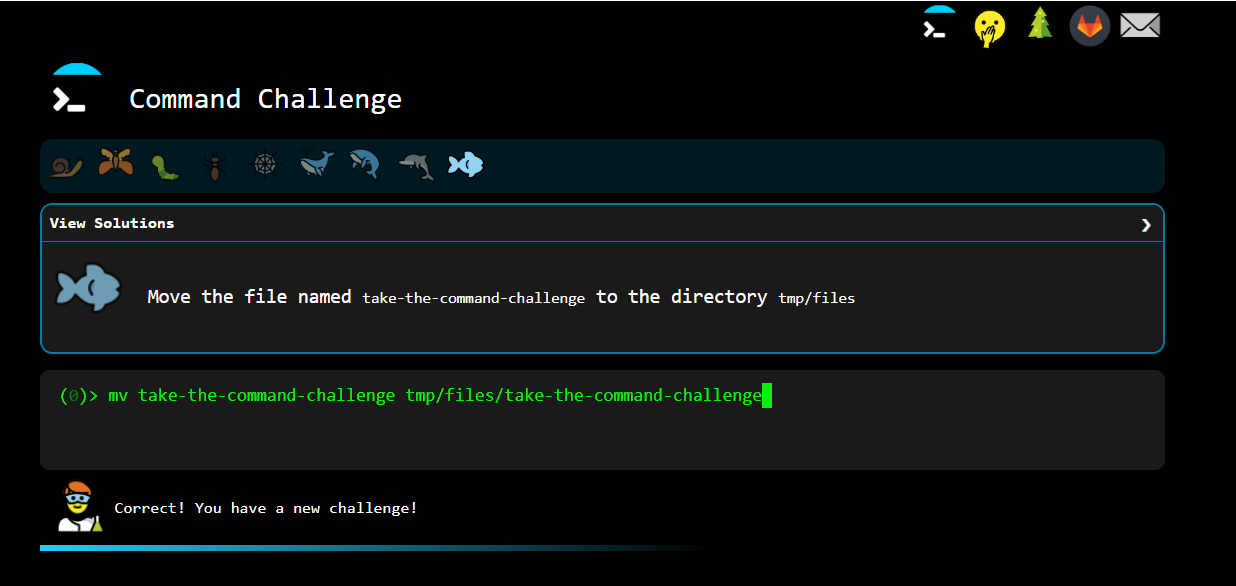 Command Challenge
View Solutions ❯
Move the file named take-the-command-challenge to the directory tmp/files
(0)> mv take-the-command-challenge tmp/files/take-the-command-challenge
Correct! You have a new challenge!